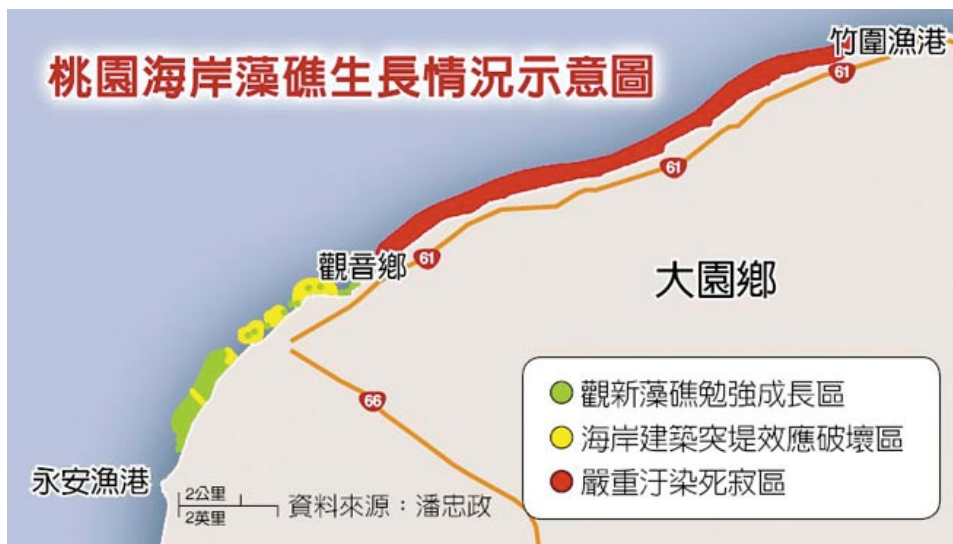 桃園海岸藻礁生長情況示意圖
竹圍漁港
61
61
觀音鄉
61
大園鄉
66
觀新藻礁勉強成長區
海岸建築突堤效應破壞區
嚴重汙染死寂區
永安漁港
2公里
2英里
資料來源：潘忠政